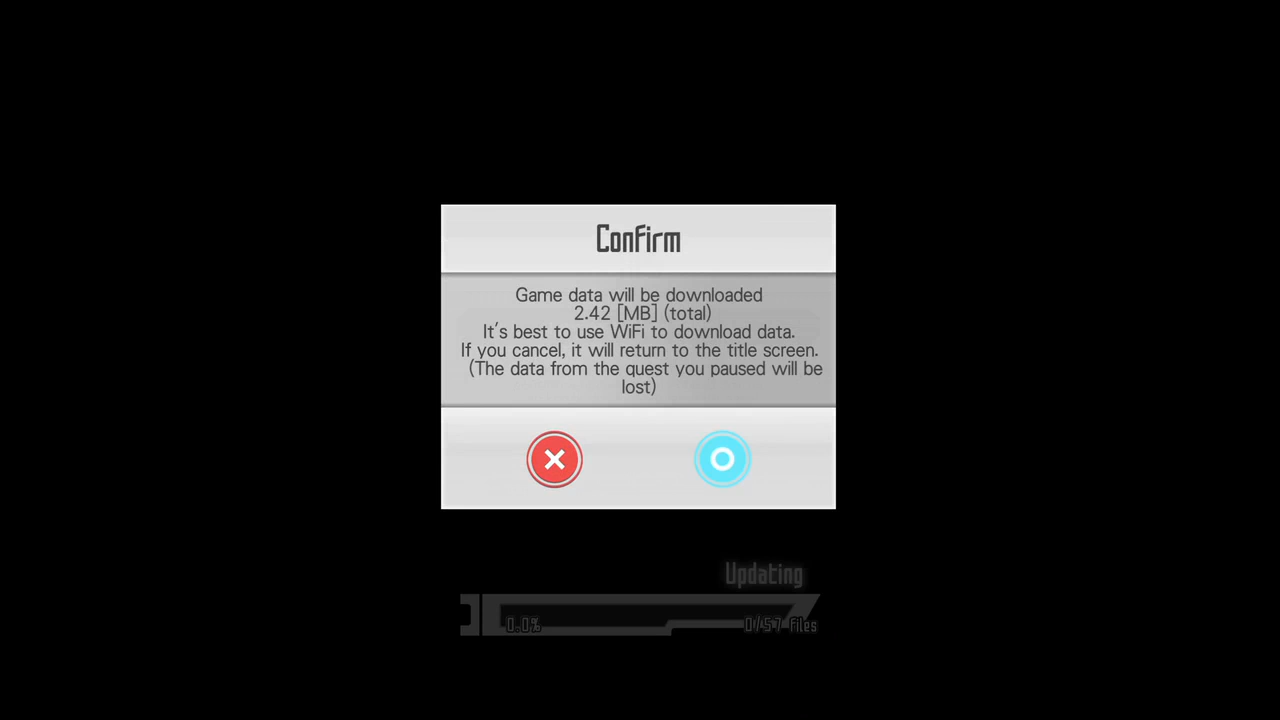 Confirm
Game data will be downloaded
2.42 [MB] (total)
It's best to use WiFi to download data.
If you cancel, it will return to the title screen.
(The data from the quest you paused will be
lost)
Updating
0.0%
0/57 files